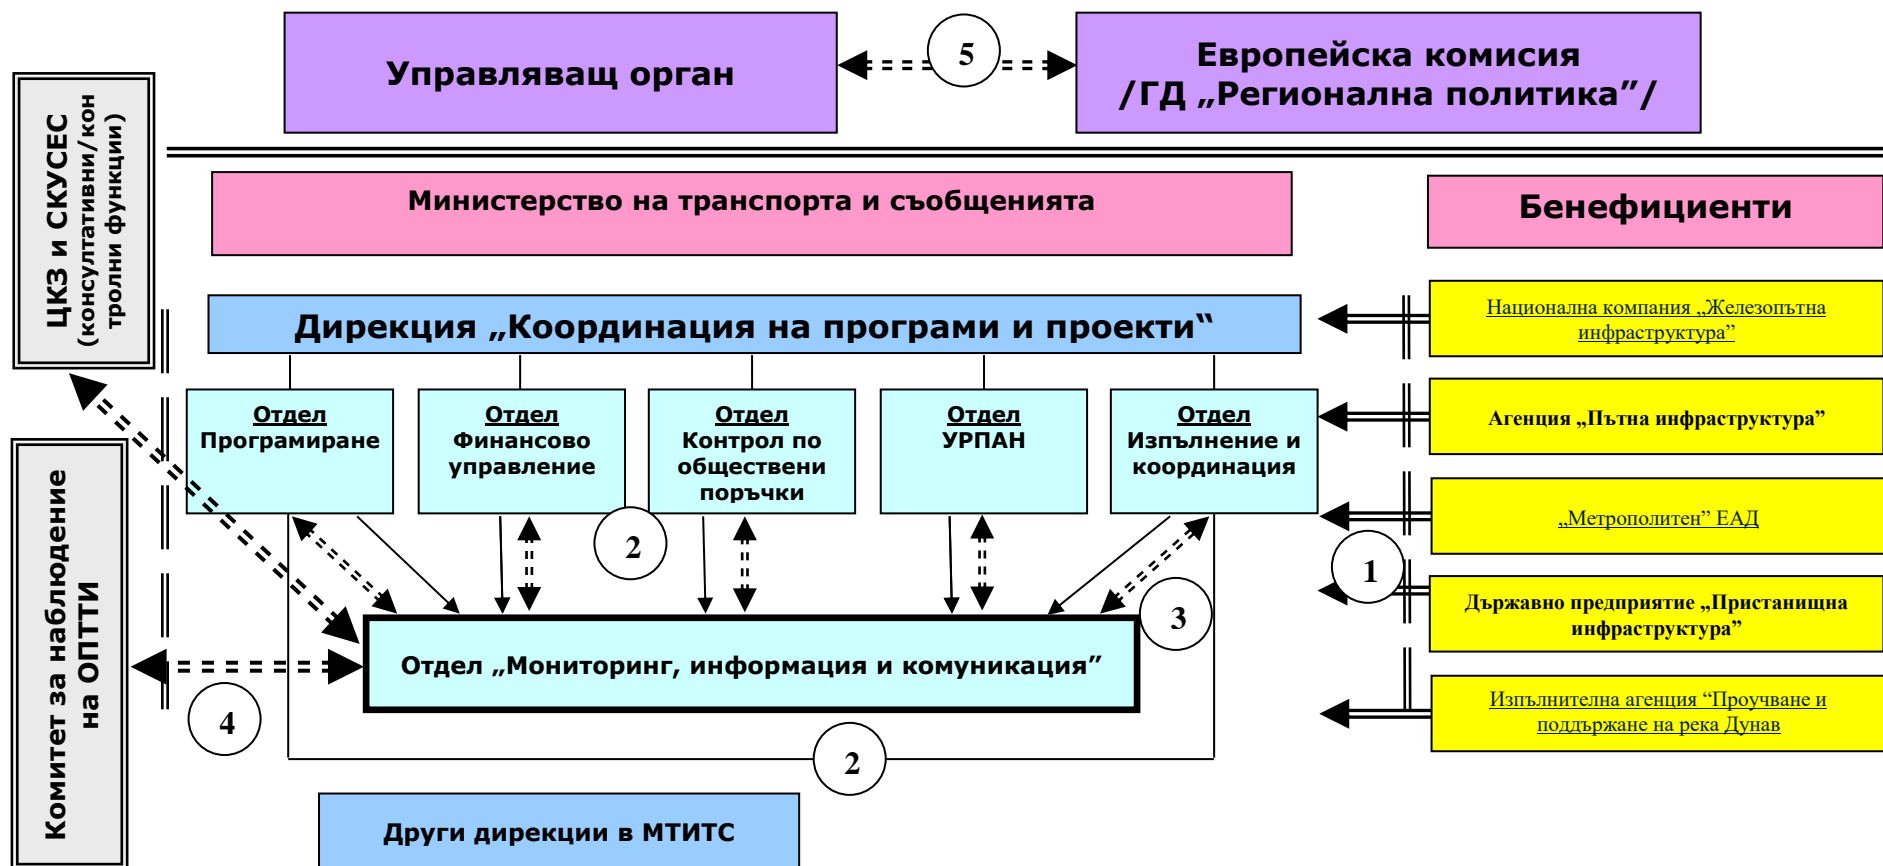 Управляващ орган
5
Европейска комисия
/ГД „Регионална политика”/
ЦКЗ и СКУСЕС
(консултативни/кон
тролни функции)
Министерство на транспорта и съобщенията
Бенефициенти
Дирекция „Координация на програми и проекти“
Национална компания „Железопътна
инфраструктура”
Отдел
Програмиране
Отдел
Финансово
управление
Отдел
Контрол по
обществени
поръчки
Отдел
УРПАН
Отдел
Изпълнение и
координация
Агенция „Пътна инфраструктура”
Комитет за наблюдение
на ОПТТИ
2
„Метрополитен” ЕАД
1
3
Държавно предприятие „Пристанищна
инфраструктура”
Отдел „Мониторинг, информация и комуникация”
4
Изпълнителна агенция “Проучване и
поддържане на река Дунав
2
Други дирекции в МТИТС